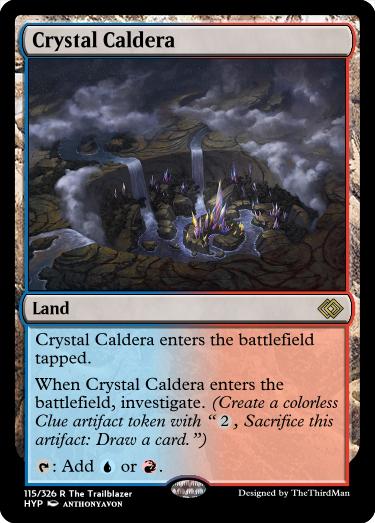 Crystal Caldera
Land
Crystal Caldera enters the battlefield
tapped.
When Crystal Caldera enters the
battlefield, investigate. (Create a colorless
Clue artifact token with “2, Sacrifice this
artifact: Draw a card.”)
: Add or .
115/326 R The Trailblazer
HYP ANTHONYAVON
Designed by TheThirdMan